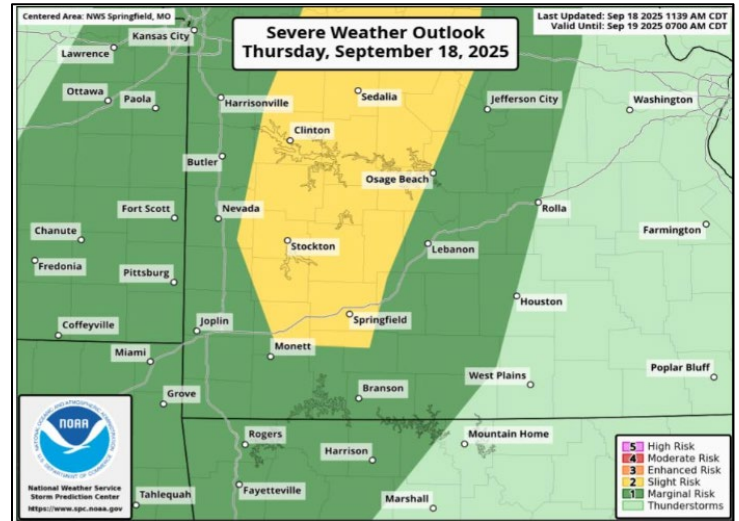 Centered Area: NWS Springfield, MO
Severe Weather Outlook
Thursday, September 18, 2025
Last Updated: Sep 18 2025 1139 AM CDT
Valid Until: Sep 19 2025 0700 AM CDT
Kansas City
Lawrence
Ottawa
Paola
Harrisonville
Sedalia
Jefferson City
Washington
Clinton
Butler
Osage Beach
Fort Scott
Nevada
Rolla
Chanute
Stockton
Lebanon
Farmington
Fredonia
Pittsburg
Houston
Coffeyville
Joplin
Springfield
Miami
Monett
Poplar Bluff
Grove
Branson
West Plains
Rogers
Harrison
Mountain Home
Tahlequah
Fayetteville
Marshall
NOAA
National Weather Service
Storm Prediction Center
https://www.spc.noaa.gov
5 High Risk
4 Moderate Risk
3 Enhanced Risk
2 Slight Risk
1 Marginal Risk
Thunderstorms